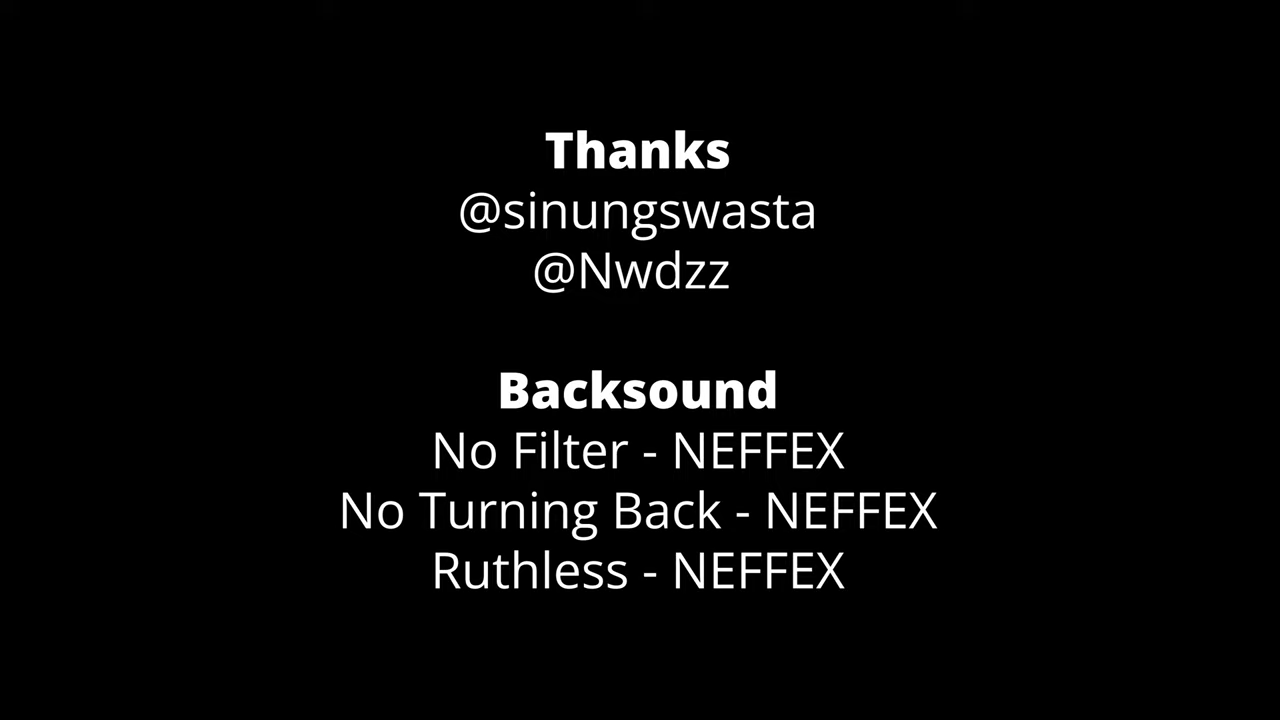 Thanks
@sinungswasta
@Nwdzz
Backsound
No Filter - NEFFEX
No Turning Back - NEFFEX
Ruthless - NEFFEX